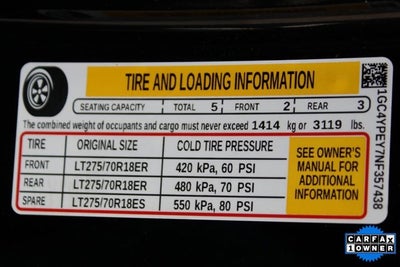 TIRE AND LOADING INFORMATION
SEATING CAPACITY TOTAL 5 FRONT 2 REAR 3
The combined weight of occupants and cargo must never exceed 1414 kg or 3119 lbs.
TIRE ORIGINAL SIZE COLD TIRE PRESSURE
FRONT LT275/70R18ER 420 kPa, 60 PSI
REAR LT275/70R18ES 480 kPa, 70 PSI
SPARE LT275/70R18ES 550 kPa, 80 PSI
SEE OWNER'S
MANUAL FOR
ADDITIONAL
INFORMATION
1GC4YPEY7NF357438
CARFAX
1OWNER